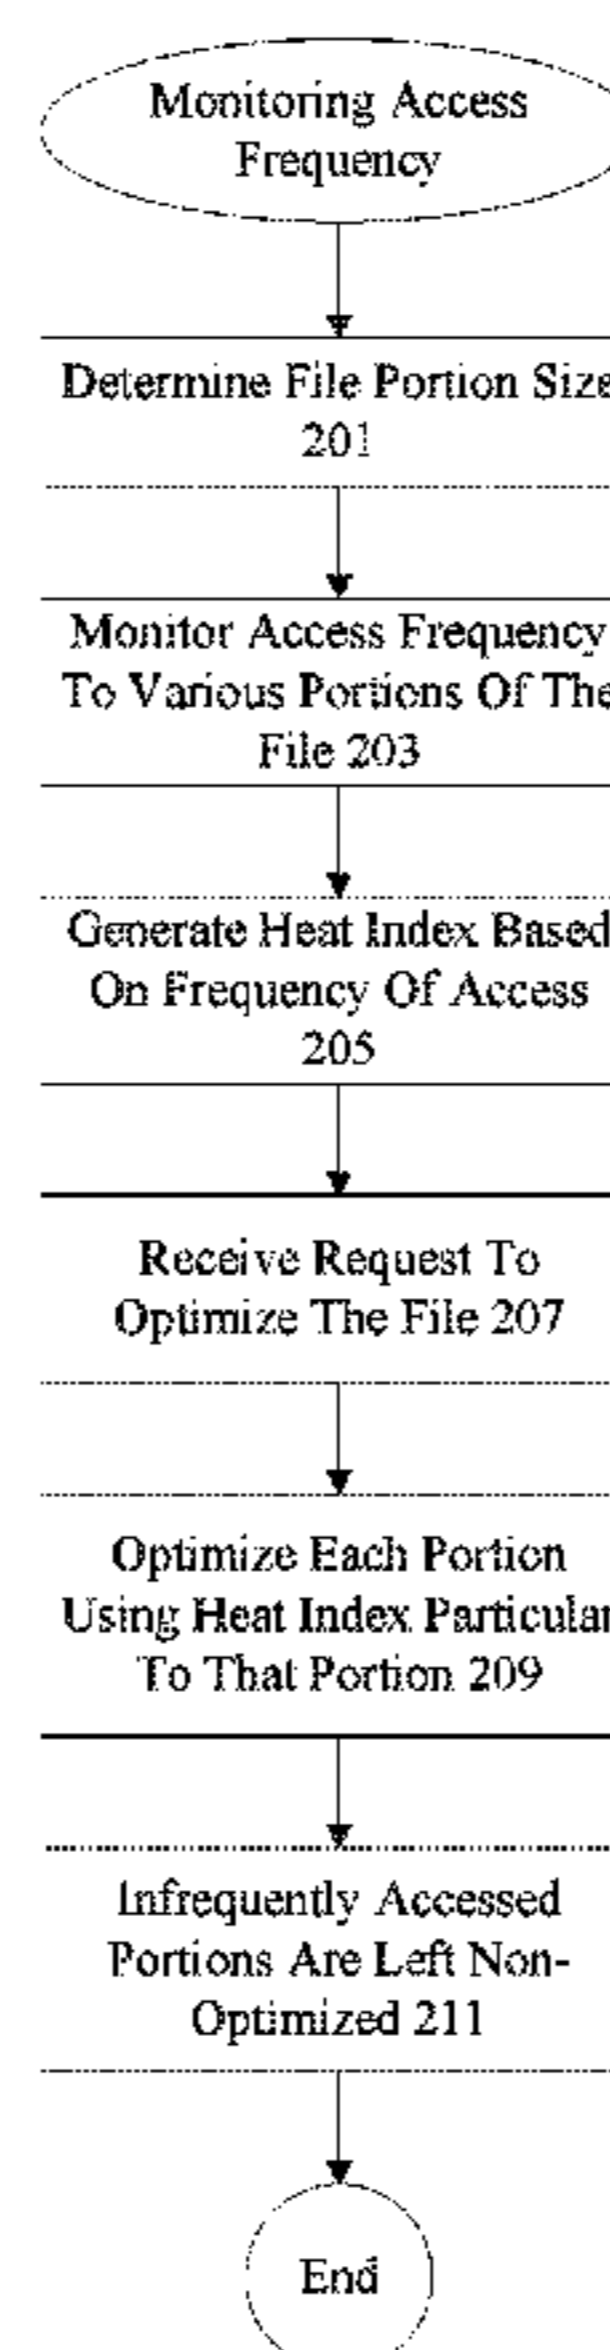 Monitoring Access
Frequency
Determine File Portion Size
201
Monitor Access Frequency
To Various Portions Of The
File 203
Generate Heat Index Based
On Frequency Of Access
205
Receive Request To
Optimize The File 207
Optimize Each Portion
Using Heat Index Particular
To That Portion 209
Infrequently Accessed
Portions Are Left Non-
Optimized 211
End